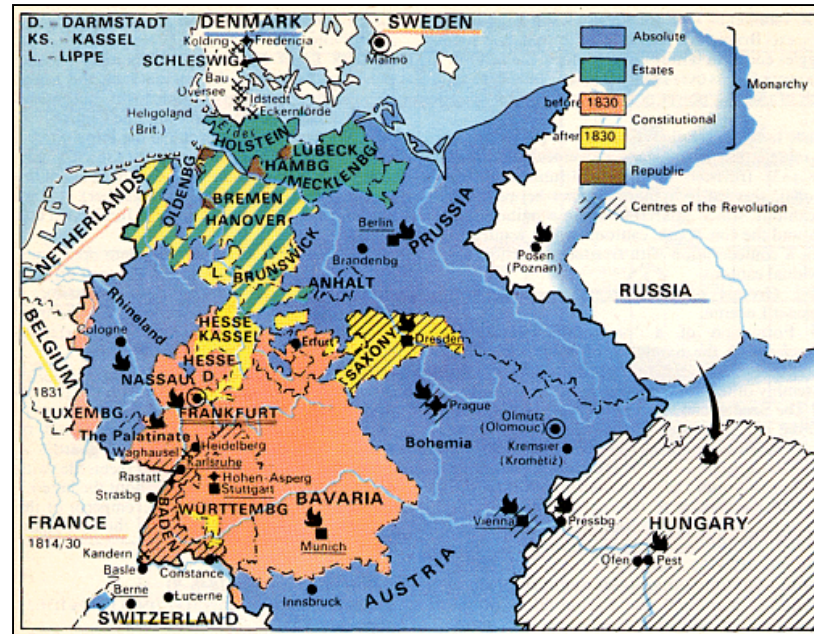 D. – DARMSTADT
KS. – KASSEL
L. – LIPPE
DENMARK
SWEDEN
Kolding
Fredericia
Malmo
SCHLESWIG
Bau
Oversee
Idstedt
Eckernförde
Heligoland
(Brit.)
Eider
HOLSTEIN
LÜBECK
HAMBG
MECKLENBG
Absolute
Estates
before 1830
after 1830
Constitutional
Monarchy
Republic
Centres of the Revolution
NETHERLANDS
OLDENBG
BREMEN
HANOVER
Berlin
Brandenbg
PRUSSIA
Posen
(Poznan)
L.
BRUNSWICK
ANHALT
RUSSIA
BELGIUM
1831
Rhineland
Cologne
HESSE
KASSEL
HESSE
D.
Erfurt
SAXONY
Dresden
NASSAU
LUXEMBG
FRANKFURT
Prague
Bohemia
Olmutz
(Olomouc)
Kremsier
(Kromětiž)
The Palatinate
Waghausel
Heidelberg
Karlsruhe
Rastatt
Hohen-Asperg
Stuttgart
Strasbg
WÜRTTEMBG
BADEN
BAVARIA
Munich
Vienna
Pressbg
HUNGARY
Ofen
Pest
FRANCE
1814/30
Kandern
Basle
Constance
Berne
Lucerne
SWITZERLAND
Innsbruck
AUSTRIA